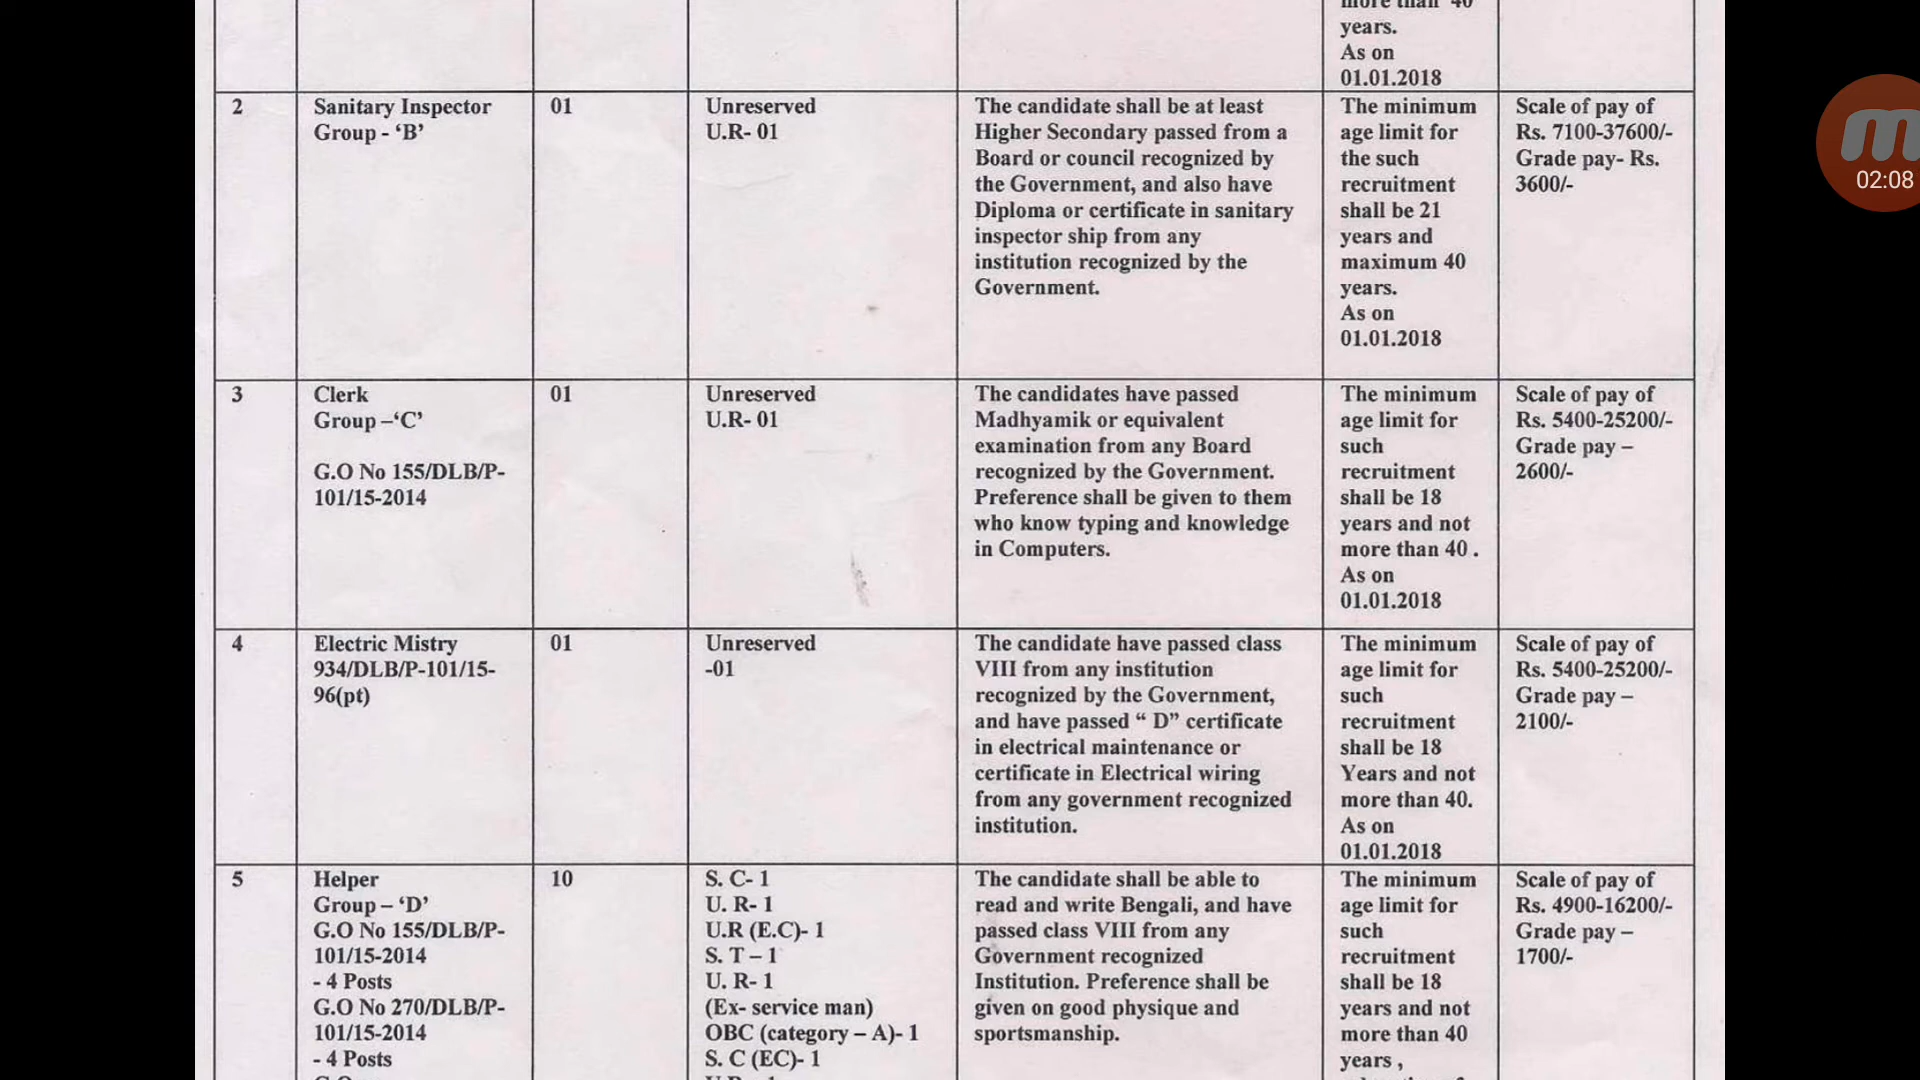 more than 40
years.
As on
01.01.2018
2
Sanitary Inspector
Group - ‘B’
01
Unreserved
U.R- 01
The candidate shall be at least
Higher Secondary passed from a
Board or council recognized by
the Government, and also have
Diploma or certificate in sanitary
inspector ship from any
institution recognized by the
Government.
The minimum
age limit for
the such
recruitment
shall be 21
years and
maximum 40
years.
As on
01.01.2018
Scale of pay of
Rs. 7100-37600/-
Grade pay- Rs.
3600/-
3
Clerk
Group –‘C’
G.O No 155/DLB/P-
101/15-2014
01
Unreserved
U.R- 01
The candidates have passed
Madhyamik or equivalent
examination from any Board
recognized by the Government.
Preference shall be given to them
who know typing and knowledge
in Computers.
The minimum
age limit for
such
recruitment
shall be 18
years and not
more than 40 .
As on
01.01.2018
Scale of pay of
Rs. 5400-25200/-
Grade pay –
2600/-
4
Electric Mistry
934/DLB/P-101/15-
96(pt)
01
Unreserved
-01
The candidate have passed class
VIII from any institution
recognized by the Government,
and have passed “ D” certificate
in electrical maintenance or
certificate in Electrical wiring
from any government recognized
institution.
The minimum
age limit for
such
recruitment
shall be 18
Years and not
more than 40.
As on
01.01.2018
Scale of pay of
Rs. 5400-25200/-
Grade pay –
2100/-
5
Helper
Group – ‘D’
G.O No 155/DLB/P-
101/15-2014
- 4 Posts
G.O No 270/DLB/P-
101/15-2014
- 4 Posts
10
S. C- 1
U. R- 1
U.R (E.C)- 1
S. T – 1
U. R- 1
(Ex- service man)
OBC (category – A)- 1
S. C (EC)- 1
The candidate shall be able to
read and write Bengali, and have
passed class VIII from any
Government recognized
Institution. Preference shall be
given on good physique and
sportsmanship.
The minimum
age limit for
such
recruitment
shall be 18
years and not
more than 40
years ,
Scale of pay of
Rs. 4900-16200/-
Grade pay –
1700/-
02:08